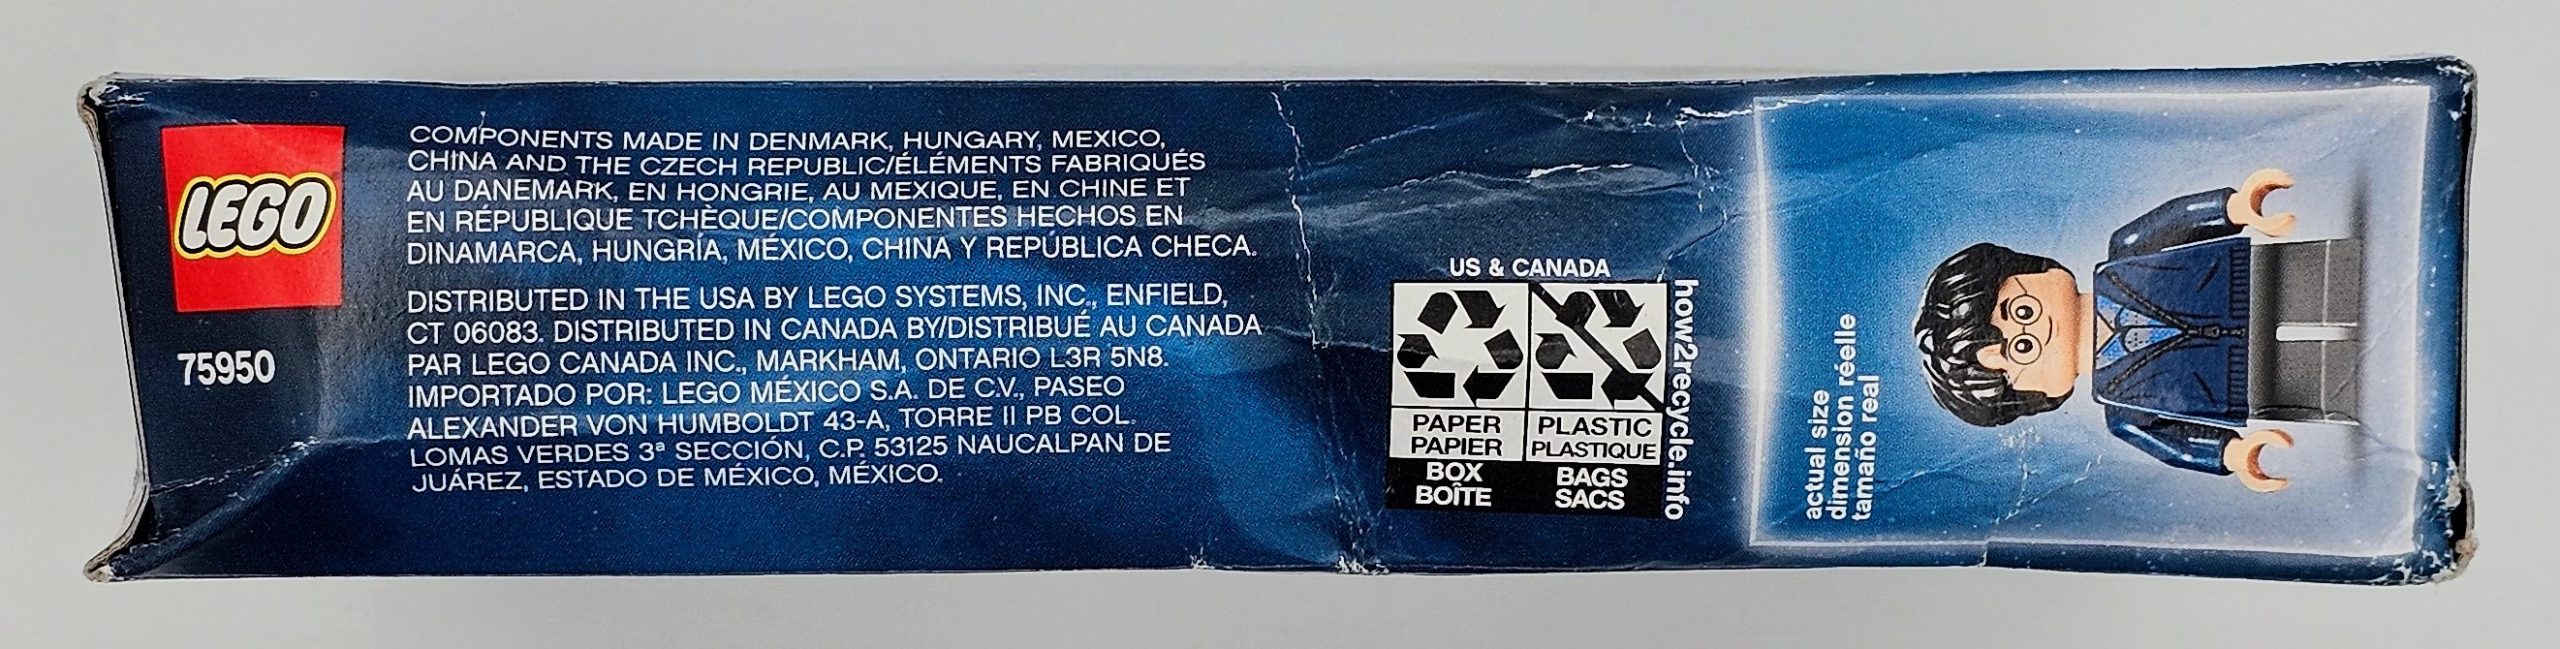 LEGO
75950
COMPONENTS MADE IN DENMARK, HUNGARY, MEXICO,
CHINA AND THE CZECH REPUBLIC/ÉLÉMENTS FABRIQUÉS
AU DANEMARK, EN HONGRIE, AU MEXIQUE, EN CHINE ET
EN RÉPUBLIQUE TCHÈQUE/COMPONENTES HECHOS EN
DINAMARCA, HUNGRÍA, MÉXICO, CHINA Y REPÚBLICA CHECA.
DISTRIBUTED IN THE USA BY LEGO SYSTEMS, INC., ENFIELD,
CT 06083. DISTRIBUTED IN CANADA BY/DISTRIBUÉ AU CANADA
PAR LEGO CANADA INC., MARKHAM, ONTARIO L3R 5N8.
IMPORTADO POR: LEGO MÉXICO S.A. DE C.V., PASEO
ALEXANDER VON HUMBOLDT 43-A, TORRE II PB COL.
LOMAS VERDES 3ª SECCIÓN, C.P. 53125 NAUCALPAN DE
JUÁREZ, ESTADO DE MÉXICO, MÉXICO.
US & CANADA
PAPER
PAPIER
BOX
BOÎTE
PLASTIC
PLASTIQUE
BAGS
SACS
how2recycle.info
actual size
dimension réelle
tamaño real